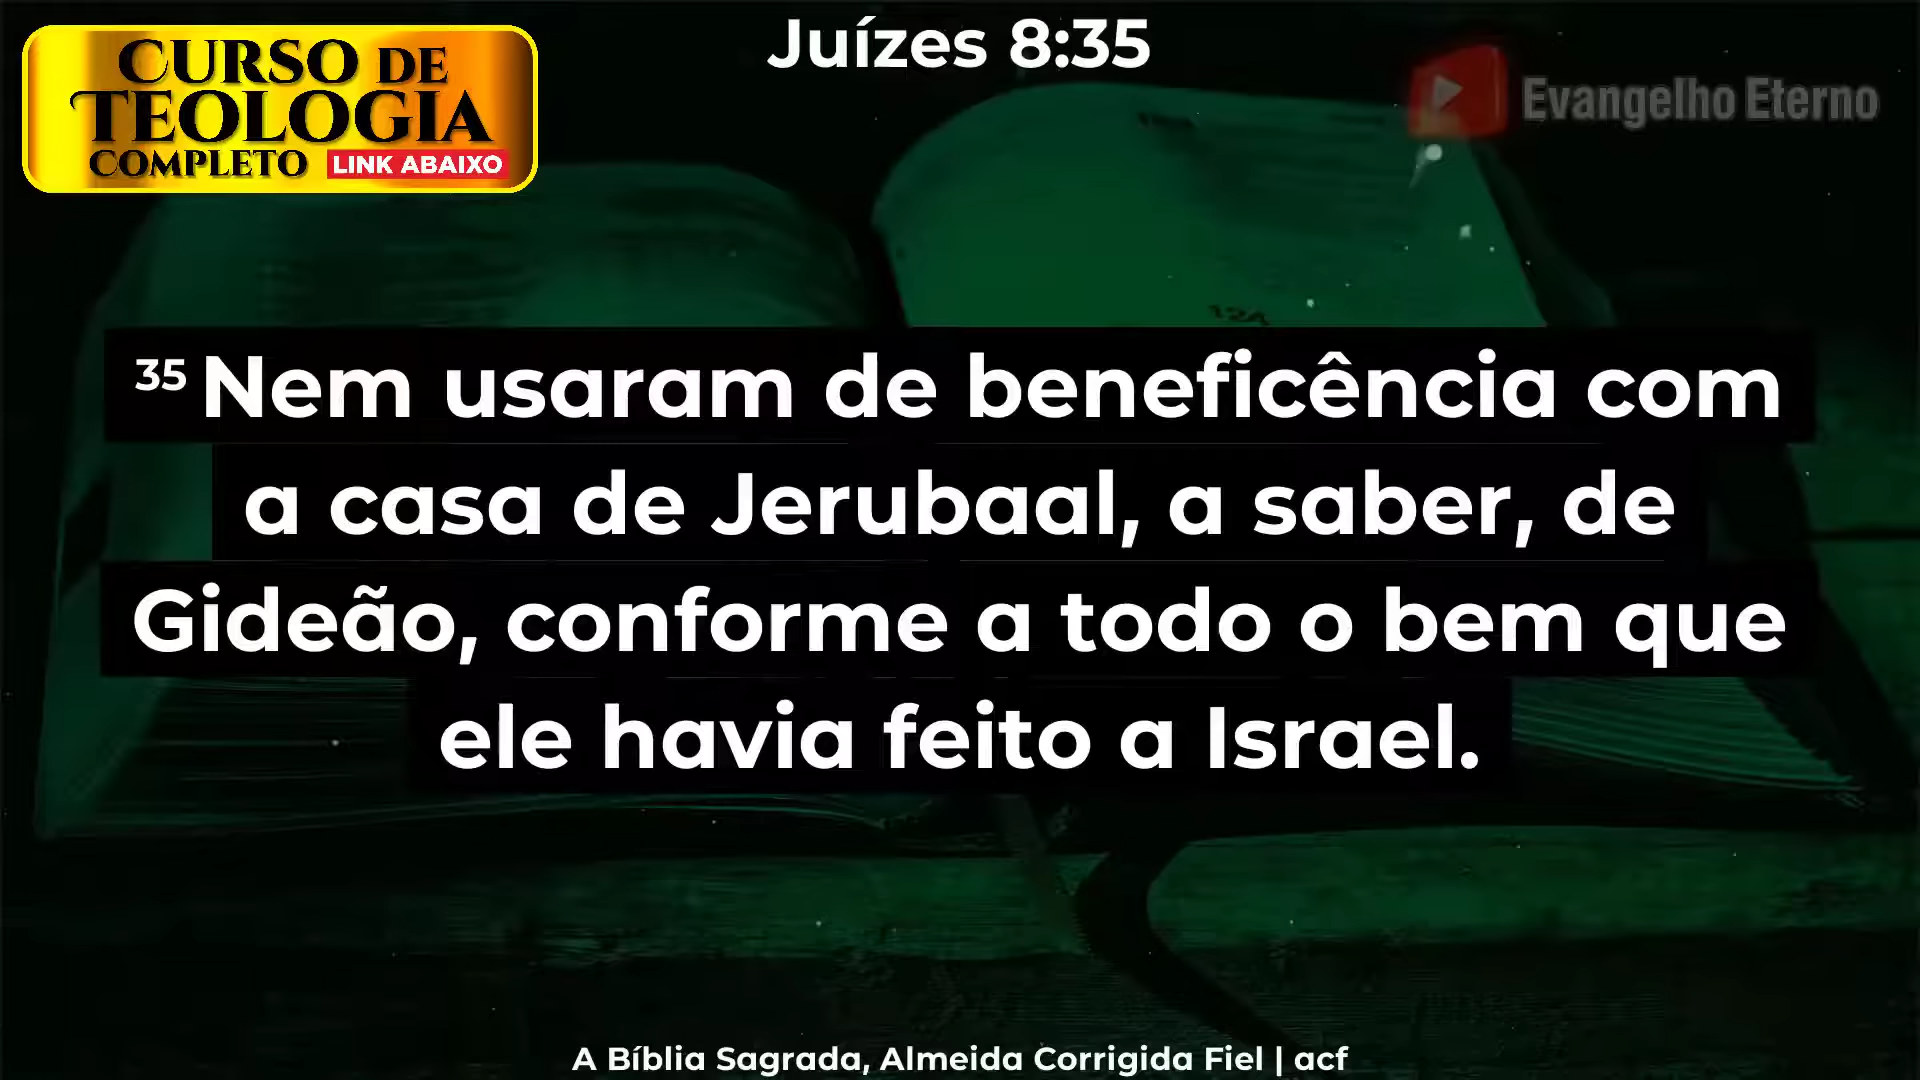 Juízes 8:35
CURSO DE
TEOLOGIA
COMPLETO LINK ABAIXO
Evangelho Eterno
124
35 Nem usaram de beneficência com
a casa de Jerubaal, a saber, de
Gideão, conforme a todo o bem que
ele havia feito a Israel.
A Bíblia Sagrada, Almeida Corrigida Fiel | acf